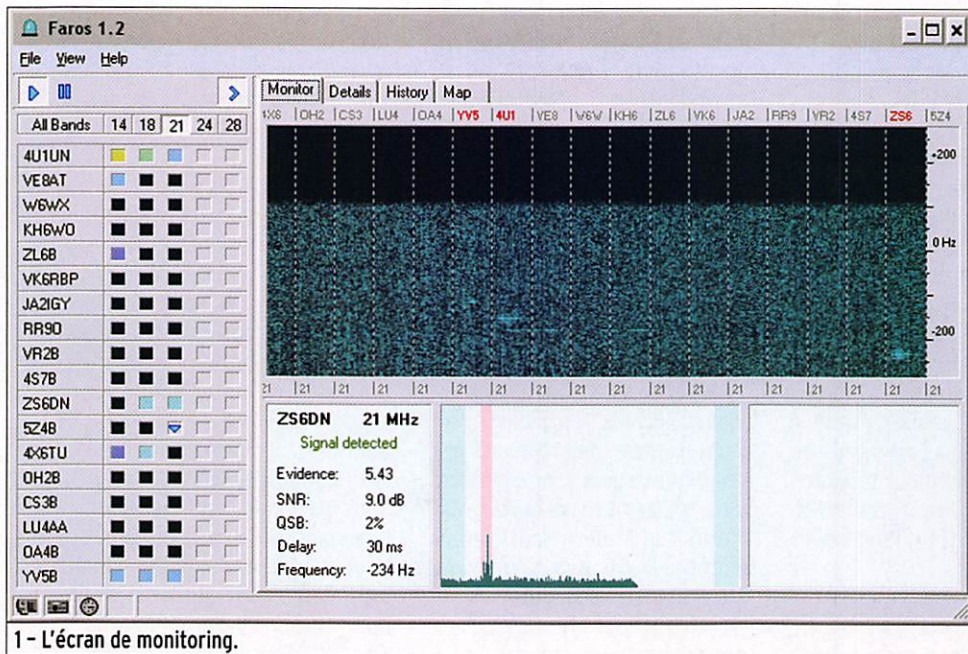 Faros 1.2
File View Help
Monitor Details History Map
All Bands 14 18 21 24 28
4X6 OH2 CS3 LU4 OA4 YV5 4U1 VE8 W6W KH6 ZL6 VK6 JA2 RR9 VR2 4S7 ZS6 5Z4
4U1UN
VE8AT
W6WX
KH6WO
ZL6B
VK6RBP
JA2IGY
RR9O
VR2B
4S7B
ZS6DN
5Z4B
4X6TU
OH2B
CS3B
LU4AA
OA4B
YV5B
+200
0 Hz
-200
21 21 21 21 21 21 21 21 21 21 21 21 21 21 21 21 21 21
ZS6DN 21 MHz
Signal detected
Evidence: 5.43
SNR: 9.0 dB
QSB: 2%
Delay: 30 ms
Frequency: -234 Hz
1 - L'écran de monitoring.